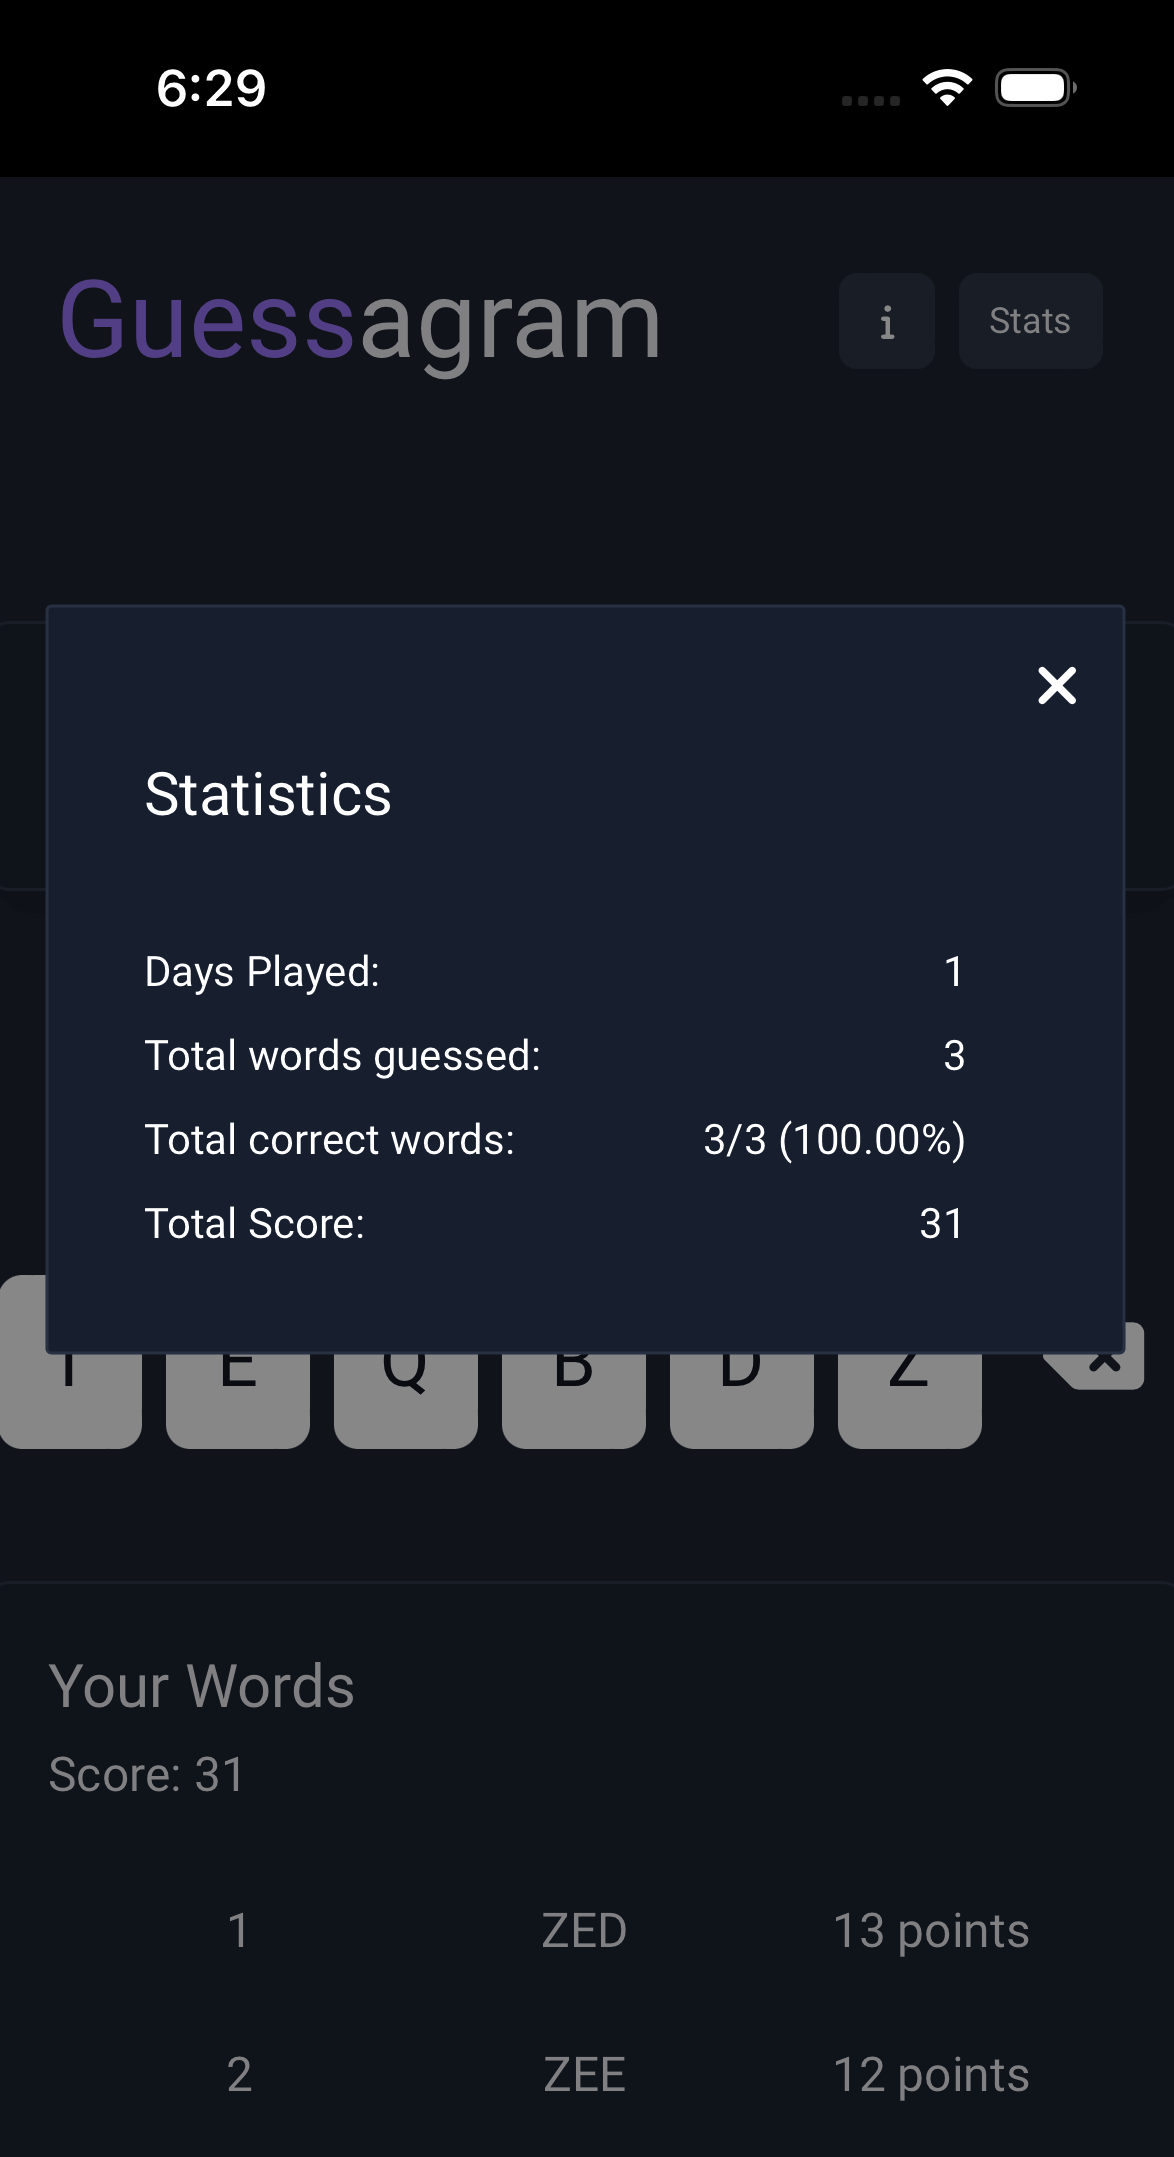 6:29
Guessagram
i
Stats
Statistics
Days Played: 1
Total words guessed: 3
Total correct words: 3/3 (100.00%)
Total Score: 31
E Q B D Z
Your Words
Score: 31
1 ZED 13 points
2 ZEE 12 points